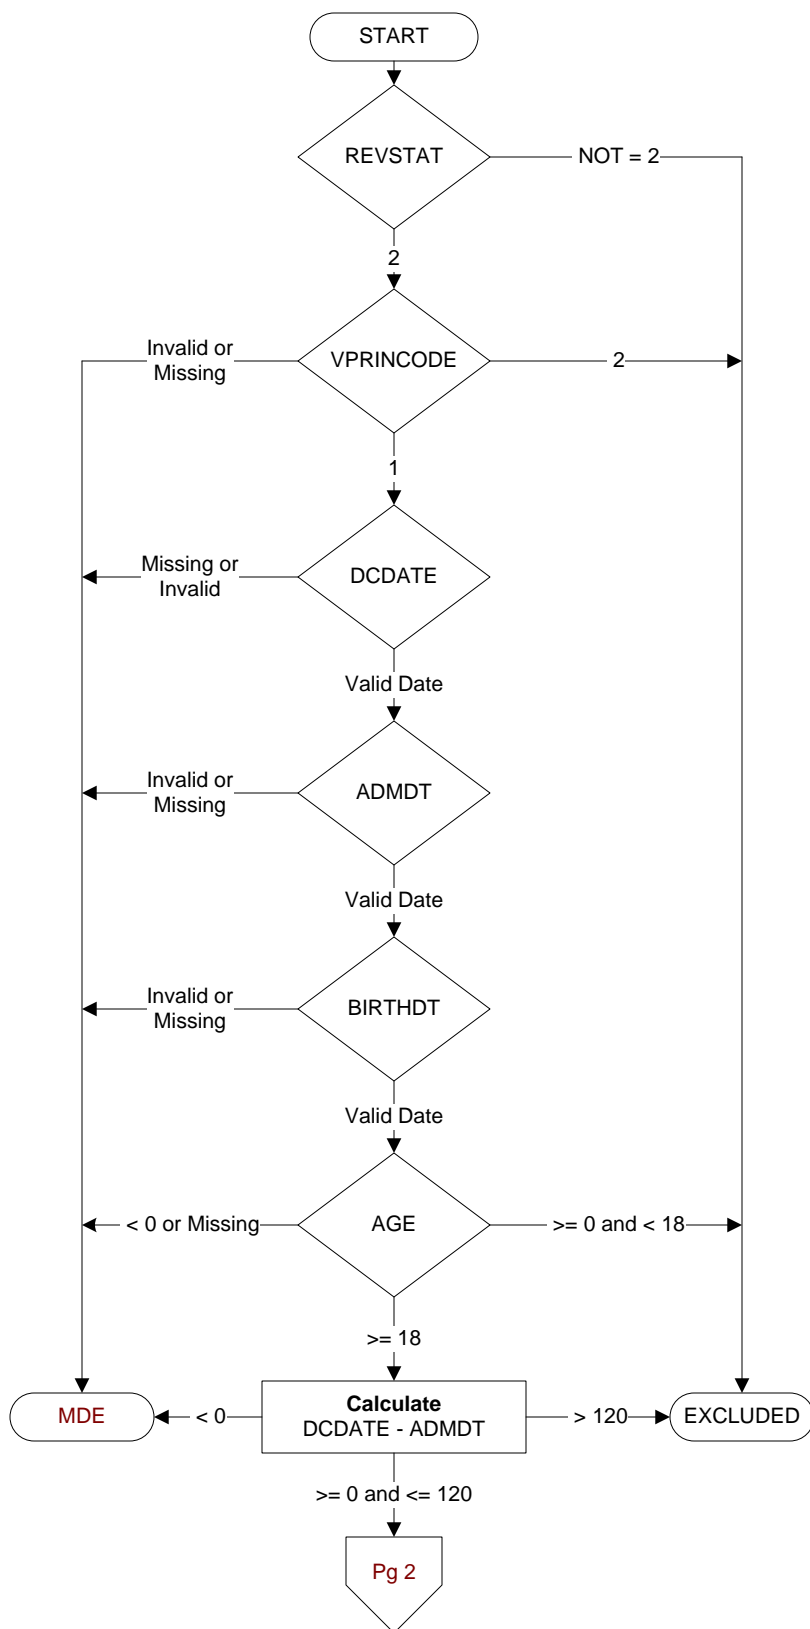 START
REVSTAT
NOT = 2
2
Invalid or
Missing
VPRINCODE
2
1
Missing or
Invalid
DCDATE
Valid Date
Invalid or
Missing
ADMDT
Valid Date
Invalid or
Missing
BIRTHDT
Valid Date
< 0 or Missing
AGE
>= 0 and < 18
>= 18
MDE
< 0
Calculate
DCDATE - ADMDT
> 120
EXCLUDED
>= 0 and <= 120
Pg 2